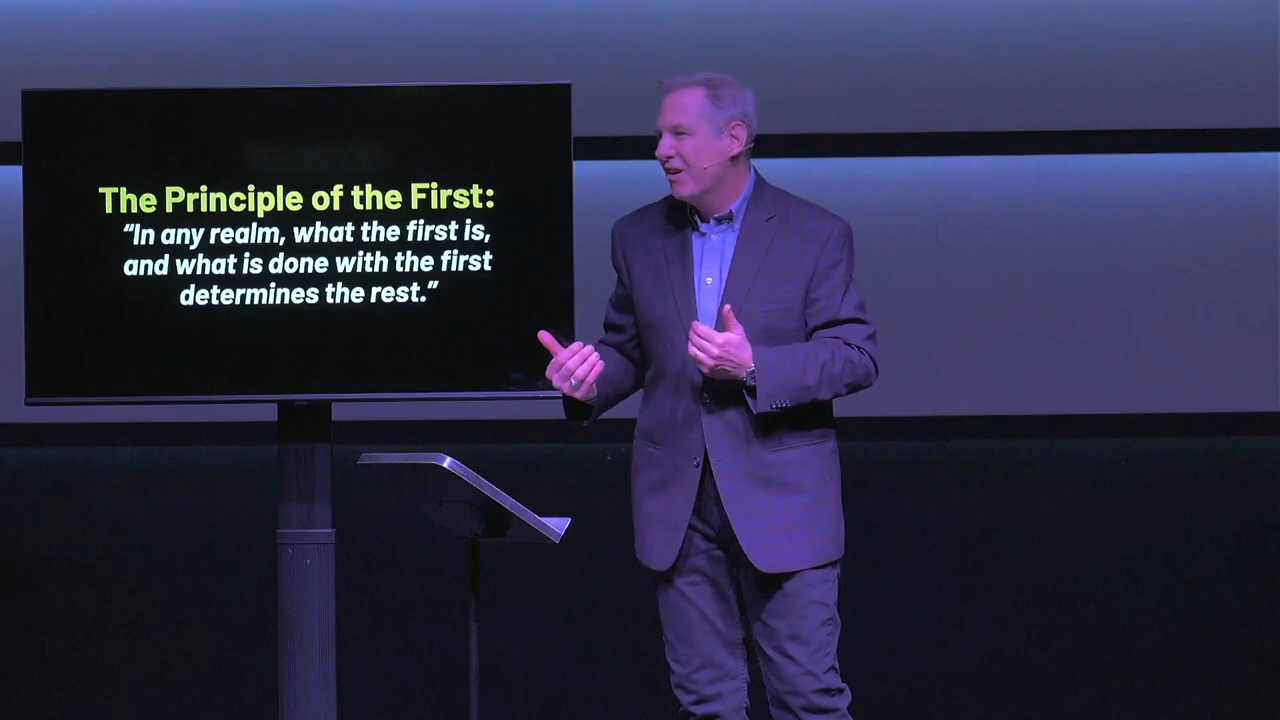 The Principle of the First:
“In any realm, what the first is,
and what is done with the first
determines the rest.”